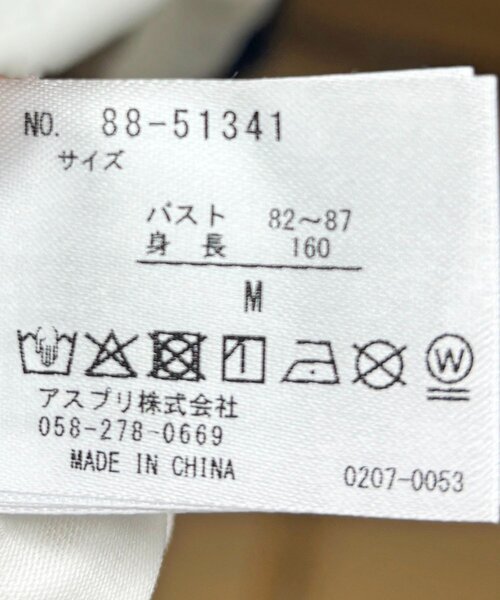 NO. 88-51341
サイズ
バスト 82～87
身長 160
M
W
アスプリ株式会社
058-278-0669
MADE IN CHINA
0207-0053